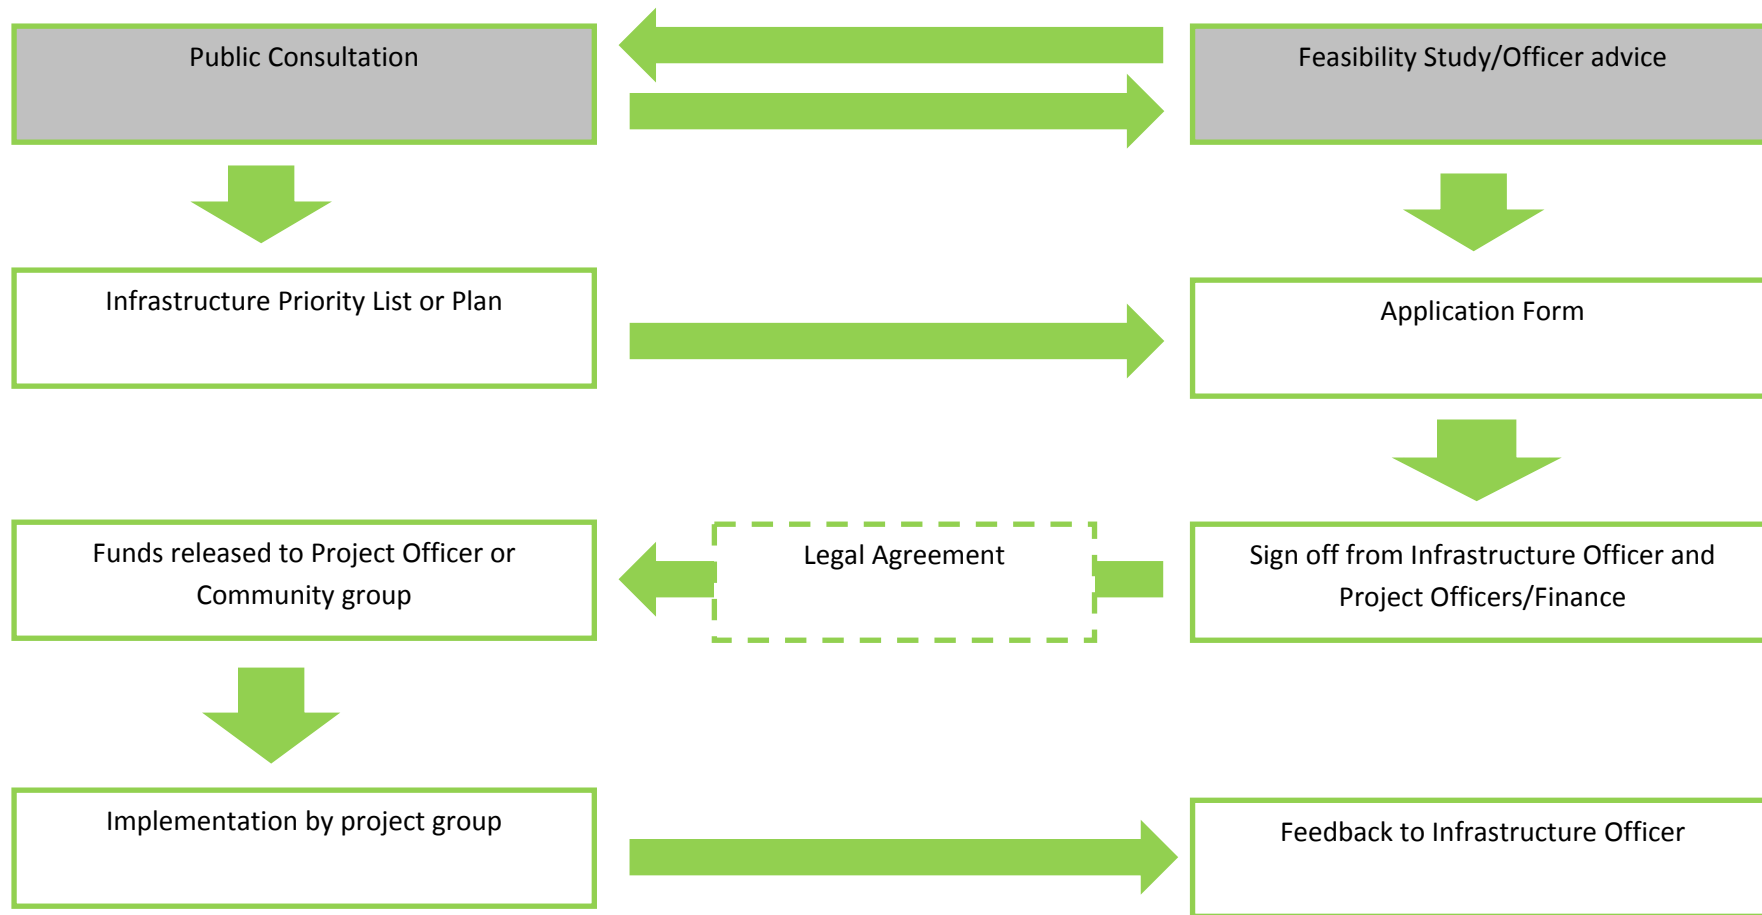 Public Consultation
Feasibility Study/Officer advice
Infrastructure Priority List or Plan
Application Form
Funds released to Project Officer or
Community group
Legal Agreement
Sign off from Infrastructure Officer and
Project Officers/Finance
Implementation by project group
Feedback to Infrastructure Officer